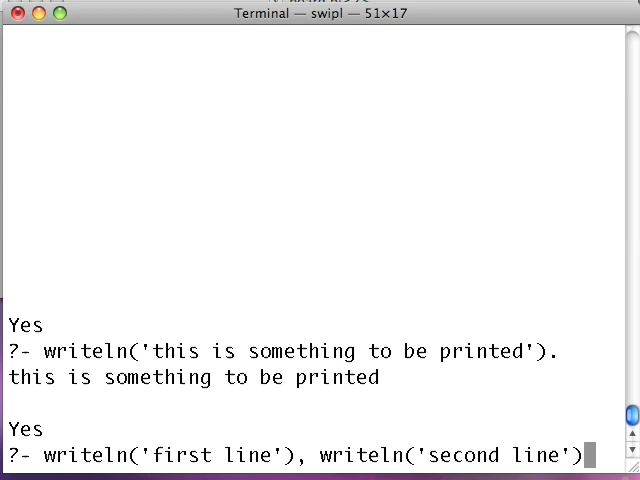 Terminal — swipl — 51×17
Yes
?- writeln('this is something to be printed').
this is something to be printed
Yes
?- writeln('first line'), writeln('second line')